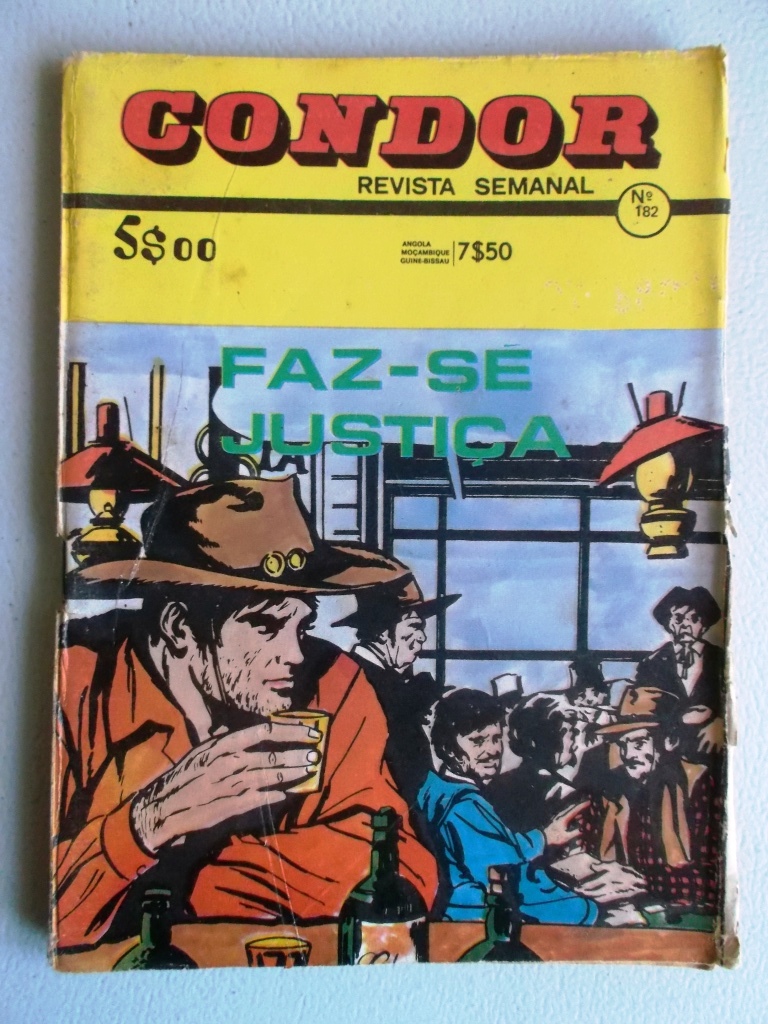 CONDOR
REVISTA SEMANAL
Nº
182
5$00
ANGOLA
MOÇAMBIQUE
GUINÉ-BISSAU
7$50
FAZ-SE
JUSTIÇA